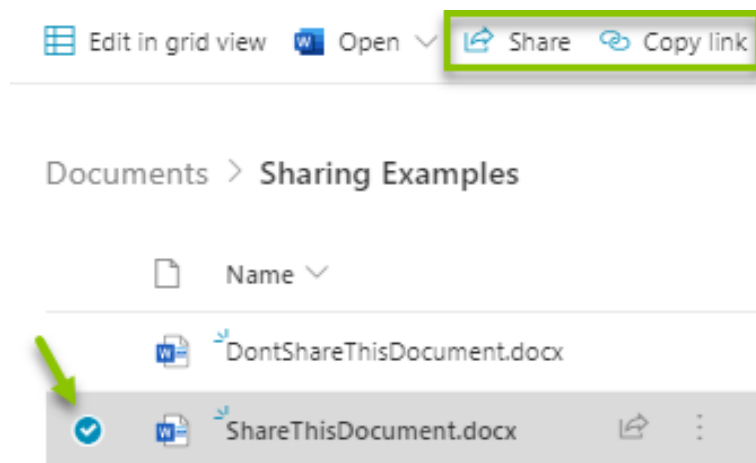 Edit in grid view Open Share Copy link
Documents > Sharing Examples
Name
DontShareThisDocument.docx
ShareThisDocument.docx